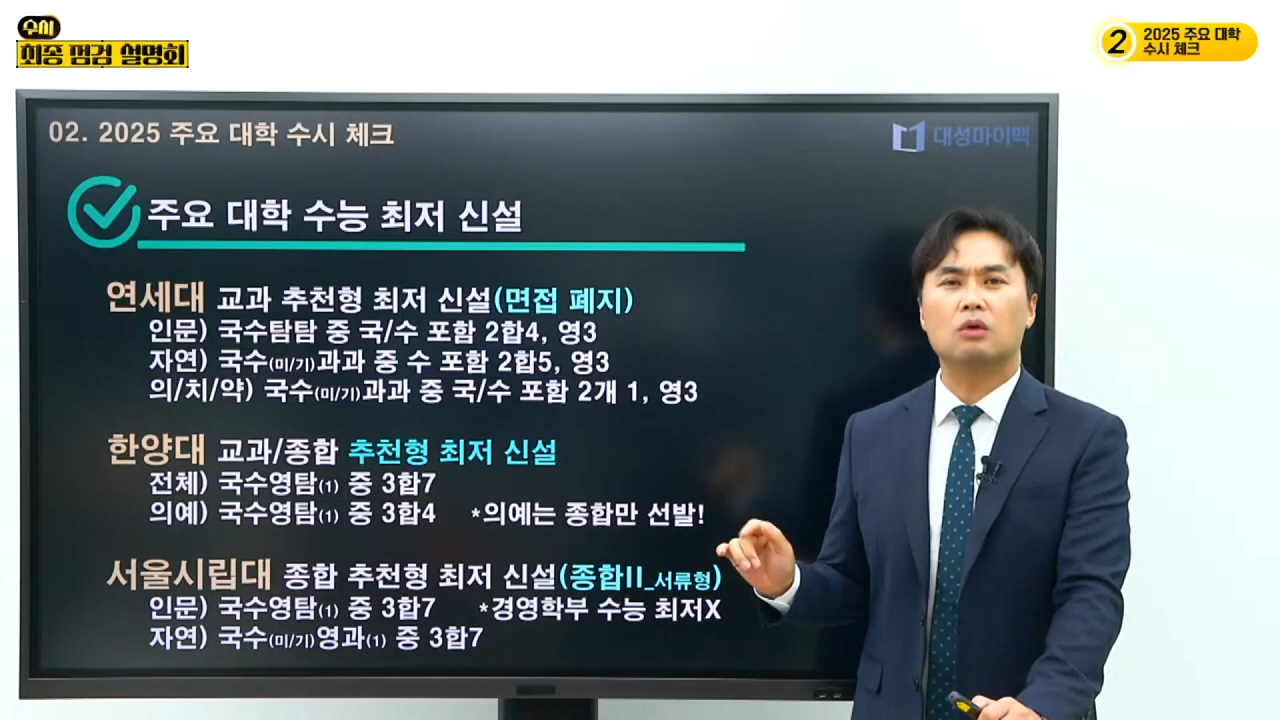 수시
최종 점검 설명회
2
2025 주요 대학
수시 체크
02. 2025 주요 대학 수시 체크
대성마이맥
주요 대학 수능 최저 신설
연세대 교과 추천형 최저 신설(면접 폐지)
인문) 국수탐탐 중 국/수 포함 2합4, 영3
자연) 국수(미/기)과과 중 수 포함 2합5, 영3
의/치/약) 국수(미/기)과과 중 국/수 포함 2개 1, 영3
한양대 교과/종합 추천형 최저 신설
전체) 국수영탐(1) 중 3합7
의예) 국수영탐(1) 중 3합4 *의예는 종합만 선발!
서울시립대 종합 추천형 최저 신설(종합II_서류형)
인문) 국수영탐(1) 중 3합7 *경영학부 수능 최저X
자연) 국수(미/기)영과(1) 중 3합7